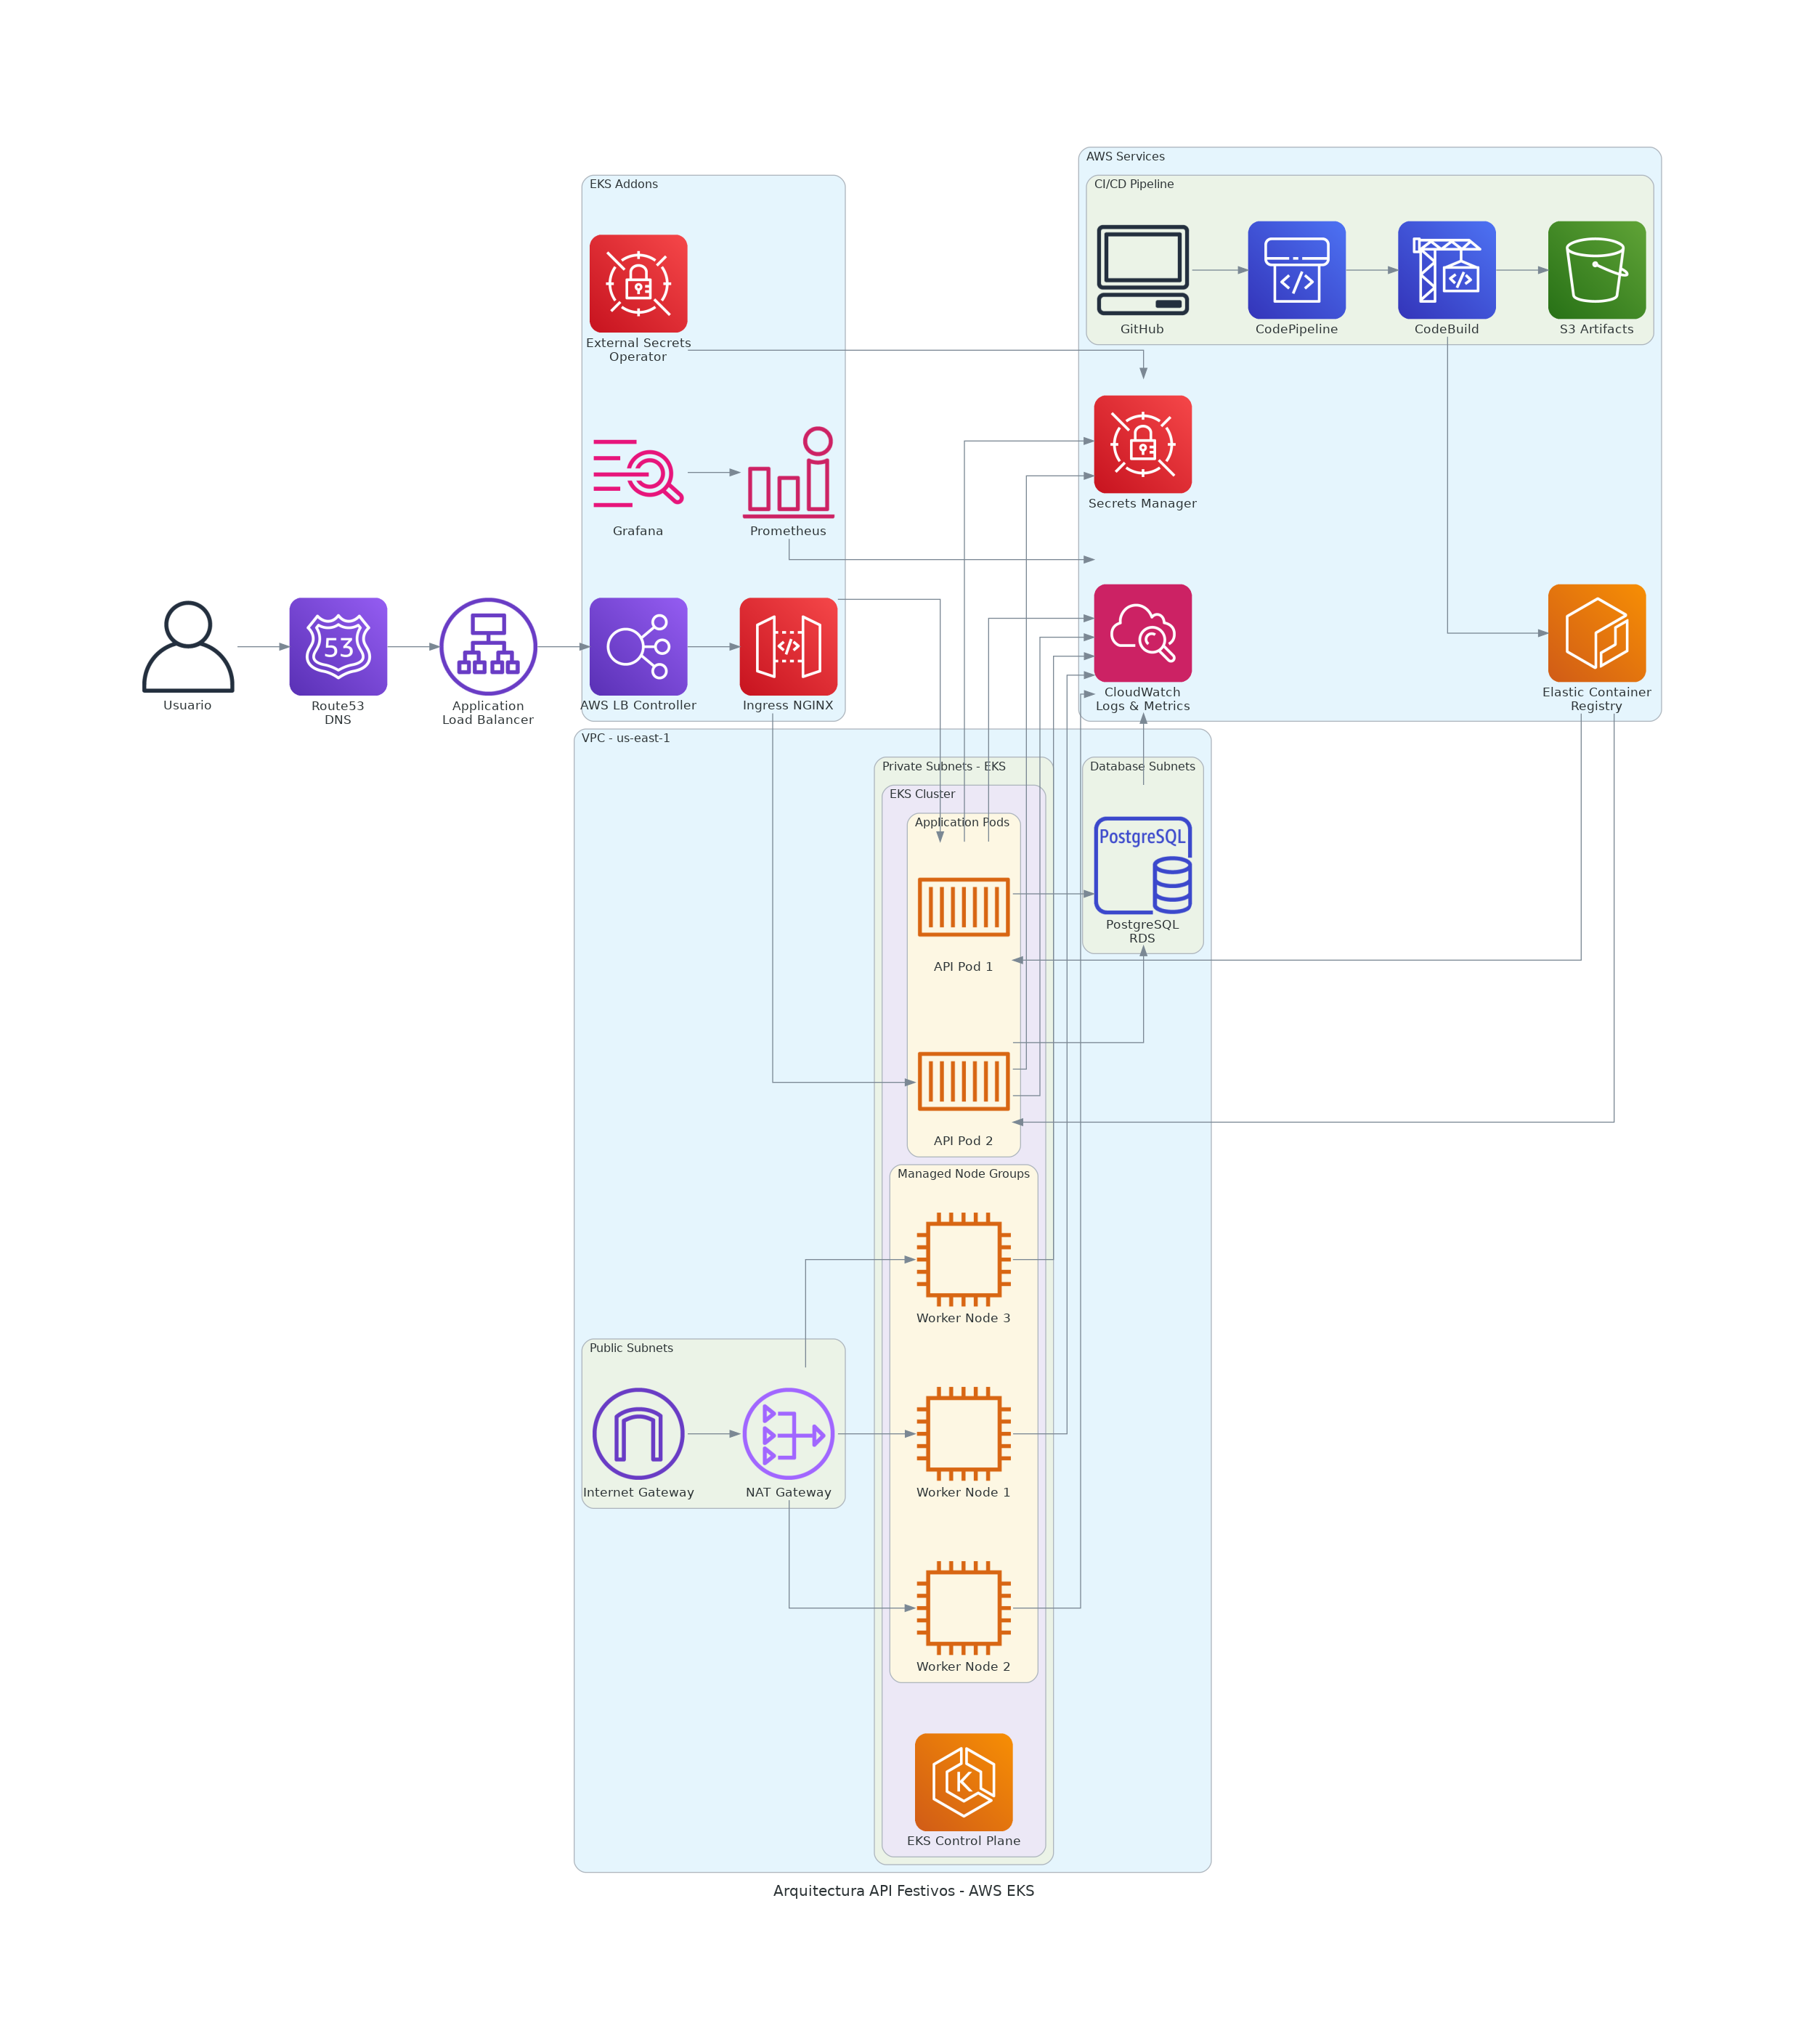 AWS Services
CI/CD Pipeline
GitHub
CodePipeline
CodeBuild
S3 Artifacts
EKS Addons
External Secrets
Operator
Secrets Manager
Grafana
Prometheus
Usuario
53
Route53
DNS
Application
Load Balancer
AWS LB Controller
Ingress NGINX
CloudWatch
Logs & Metrics
Elastic Container
Registry
VPC - us-east-1
Private Subnets - EKS
EKS Cluster
Application Pods
API Pod 1
API Pod 2
Database Subnets
PostgreSQL
PostgreSQL
RDS
Managed Node Groups
Worker Node 3
Worker Node 1
Worker Node 2
Public Subnets
Internet Gateway
NAT Gateway
K
EKS Control Plane
Arquitectura API Festivos - AWS EKS